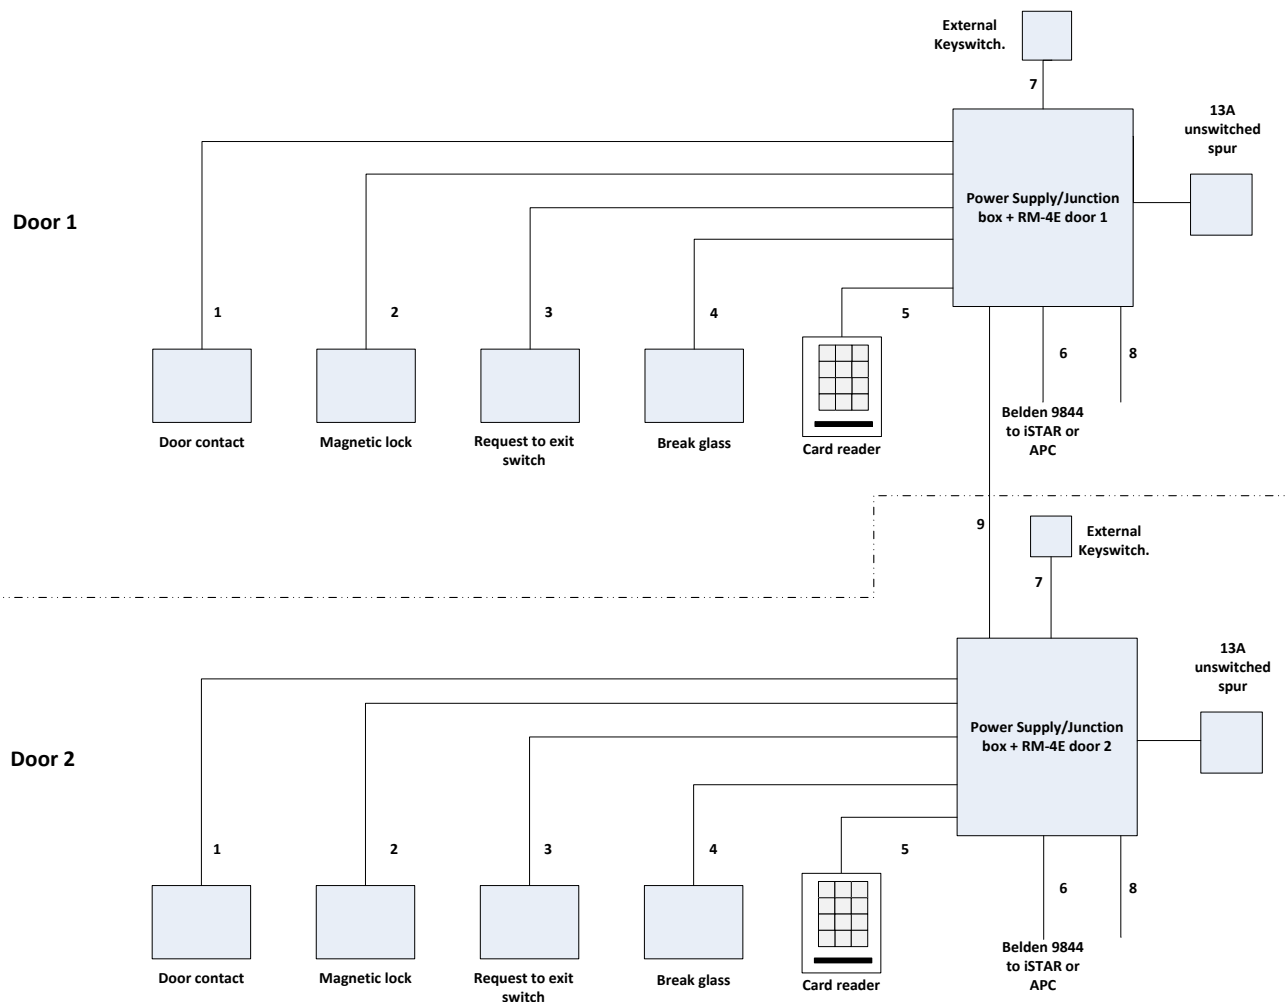 External
Keyswitch.
7
13A
unswitched
spur
Door 1
Power Supply/Junction
box + RM-4E door 1
1
2
3
4
5
6
8
Door contact
Magnetic lock
Request to exit
switch
Break glass
Card reader
Belden 9844
to iSTAR or
APC
9
External
Keyswitch.
7
13A
unswitched
spur
Door 2
Power Supply/Junction
box + RM-4E door 2
1
2
3
4
5
6
8
Door contact
Magnetic lock
Request to exit
switch
Break glass
Card reader
Belden 9844
to iSTAR or
APC